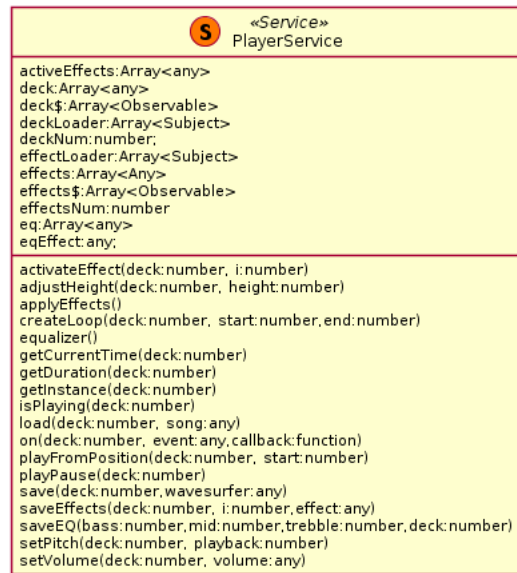 S
«Service»
PlayerService
activeEffects:Array<any>
deck:Array<any>
deck$:Array<Observable>
deckLoader:Array<Subject>
deckNum:number;
effectLoader:Array<Subject>
effects:Array<Any>
effects$:Array<Observable>
effectsNum:number
eq:Array<any>
eqEffect:any;
activateEffect(deck:number, i:number)
adjustHeight(deck:number, height:number)
applyEffects()
createLoop(deck:number, start:number,end:number)
equalizer()
getCurrentTime(deck:number)
getDuration(deck:number)
getInstance(deck:number)
isPlaying(deck:number)
load(deck:number, song:any)
on(deck:number, event:any,callback:function)
playFromPosition(deck:number, start:number)
playPause(deck:number)
save(deck:number,wavesurfer:any)
saveEffects(deck:number, i:number,effect:any)
saveEQ(bass:number,mid:number,trebble:number,deck:number)
setPitch(deck:number, playback:number)
setVolume(deck:number, volume:any)